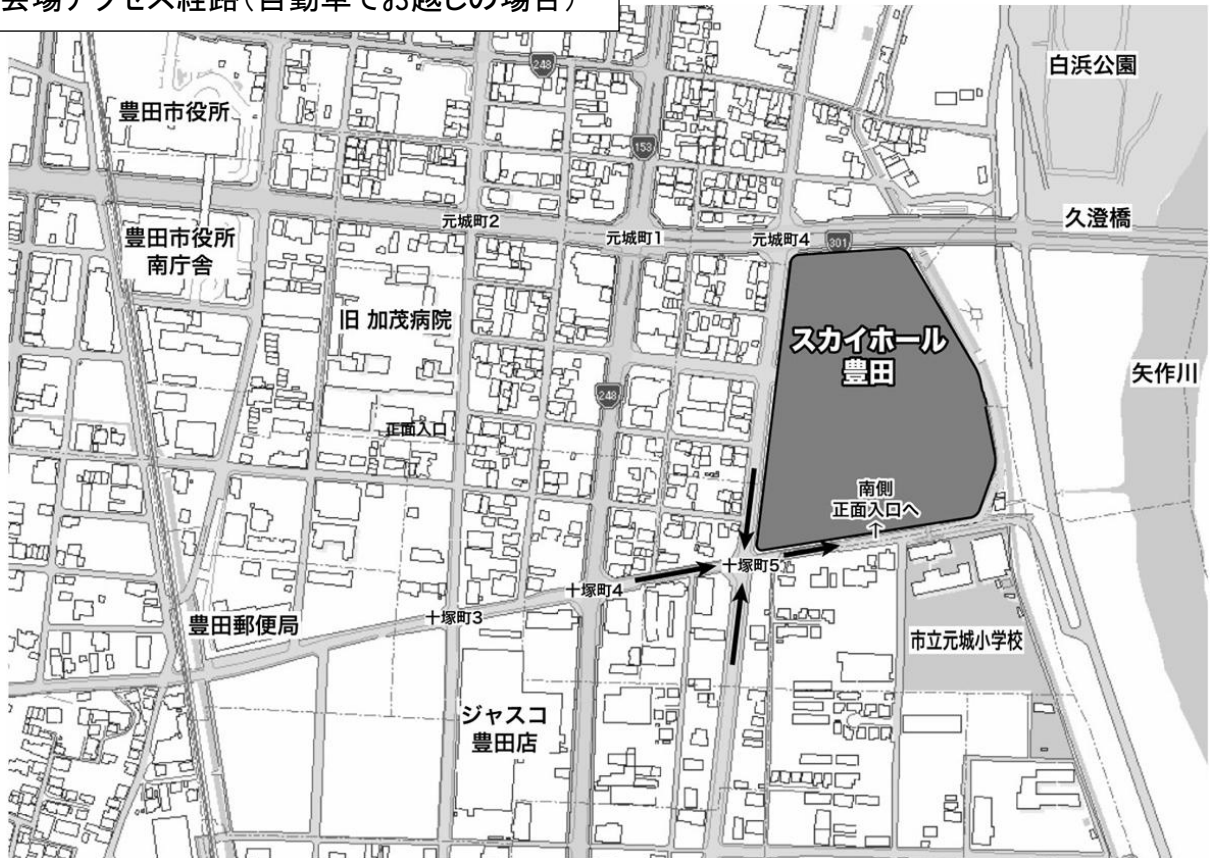 会場アクセス経路（自動車でお越しの場合）
248
白浜公園
豊田市役所
153
元城町2
久澄橋
豊田市役所
南庁舎
元城町1
元城町4
301
旧 加茂病院
スカイホール
豊田
矢作川
248
正面入口
南側
正面入口へ
↑
十塚町5
十塚町4
十塚町3
豊田郵便局
市立元城小学校
ジャスコ
豊田店